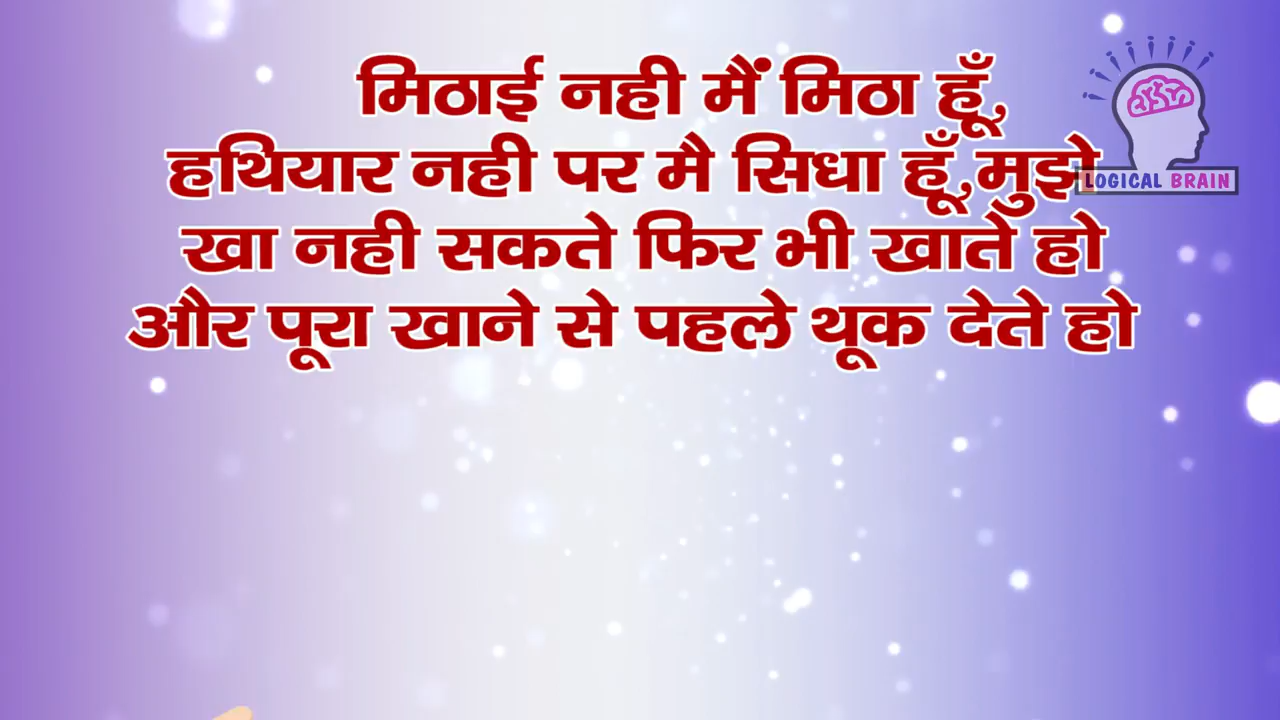 मिठाई नही मैं मिठा हूँ,
हथियार नही पर मै सिधा हूँ,मुझे
खा नही सकते फिर भी खाते हो
और पूरा खाने से पहले थूक देते हो
LOGICAL BRAIN